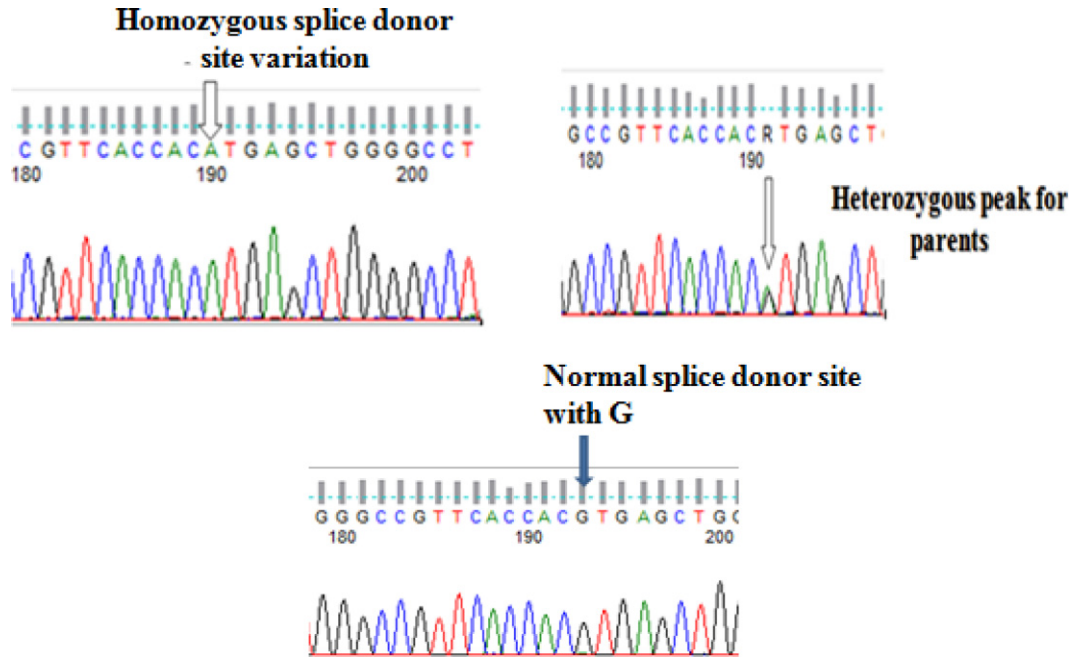 Homozygous splice donor
- site variation
CGTTCACCACATGAGCTGGGGCCT
180 190 200
GCCGTTCACCACRTGAGCT
180 190
Heterozygous peak for
parents
Normal splice donor site
with G
GGGCCGTTCACCACGTGAGCTGG
180 190 200